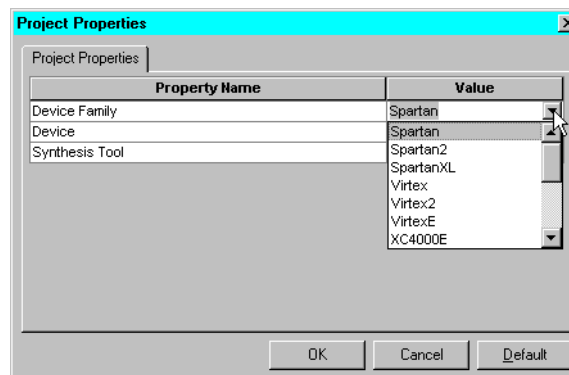 Project Properties
Project Properties
Property Name Value
Device Family Spartan
Device Spartan
Synthesis Tool Spartan2
SpartanXL
Virtex
Virtex2
VirtexE
XC4000E
OK Cancel Default